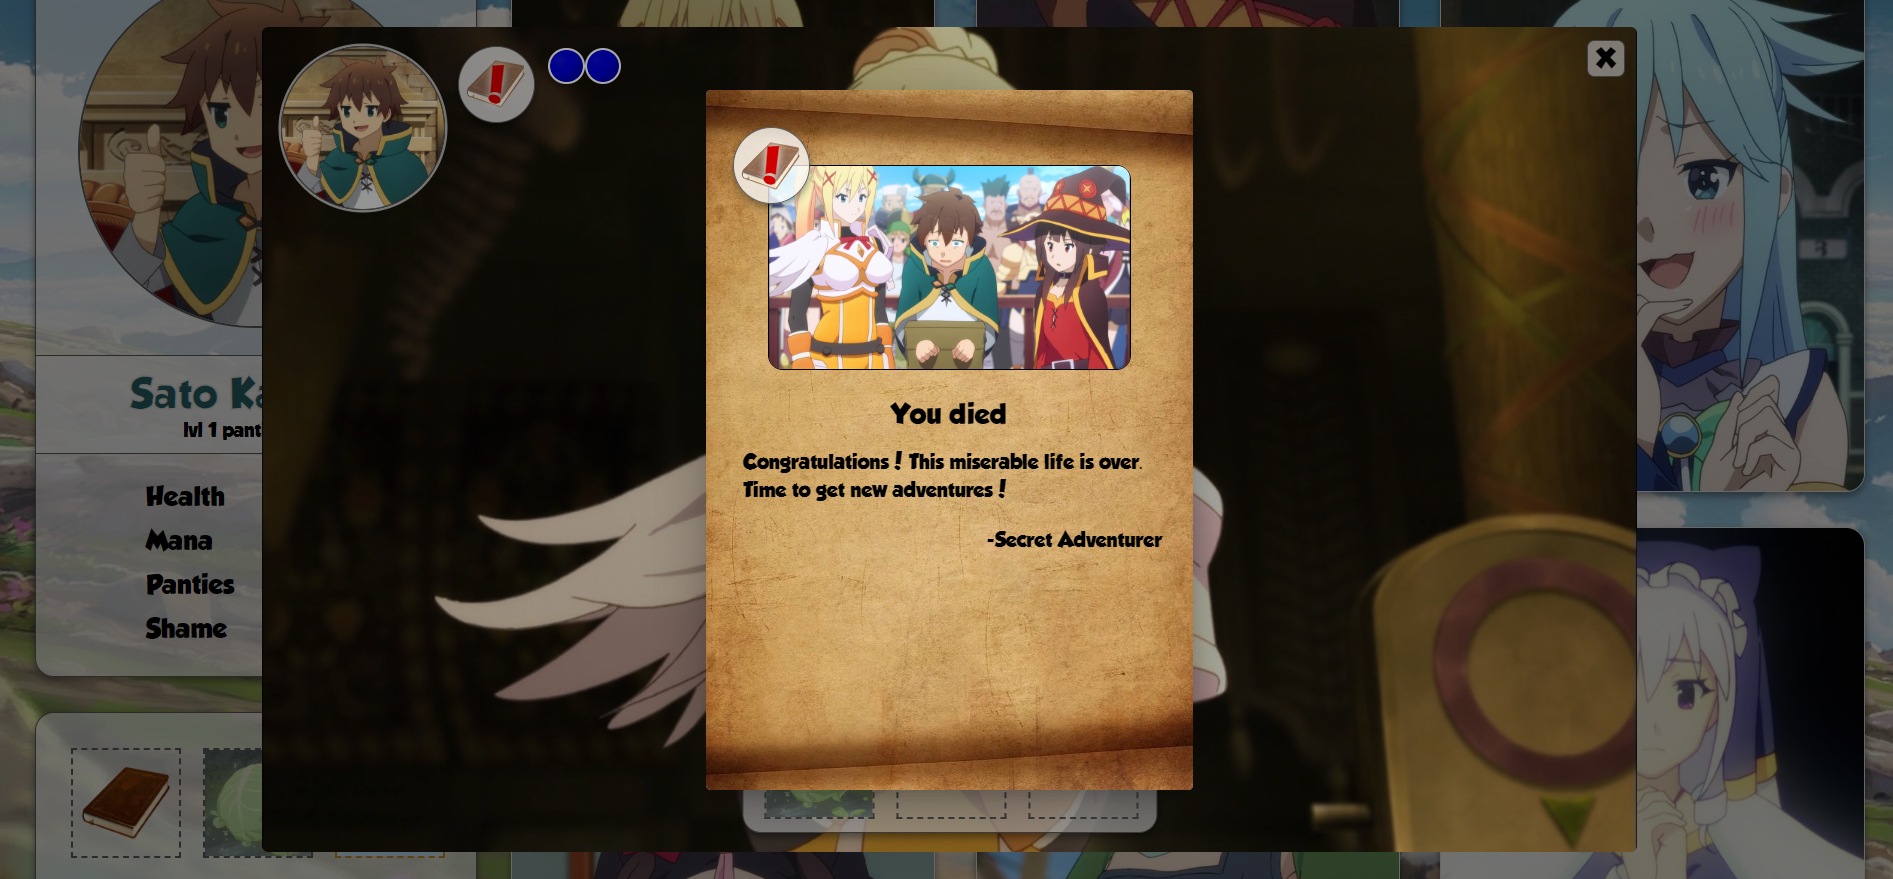 Sato Ka
lvl 1 pant
Health
Mana
Panties
Shame
You died
Congratulations! This miserable life is over.
Time to get new adventures!
-Secret Adventurer